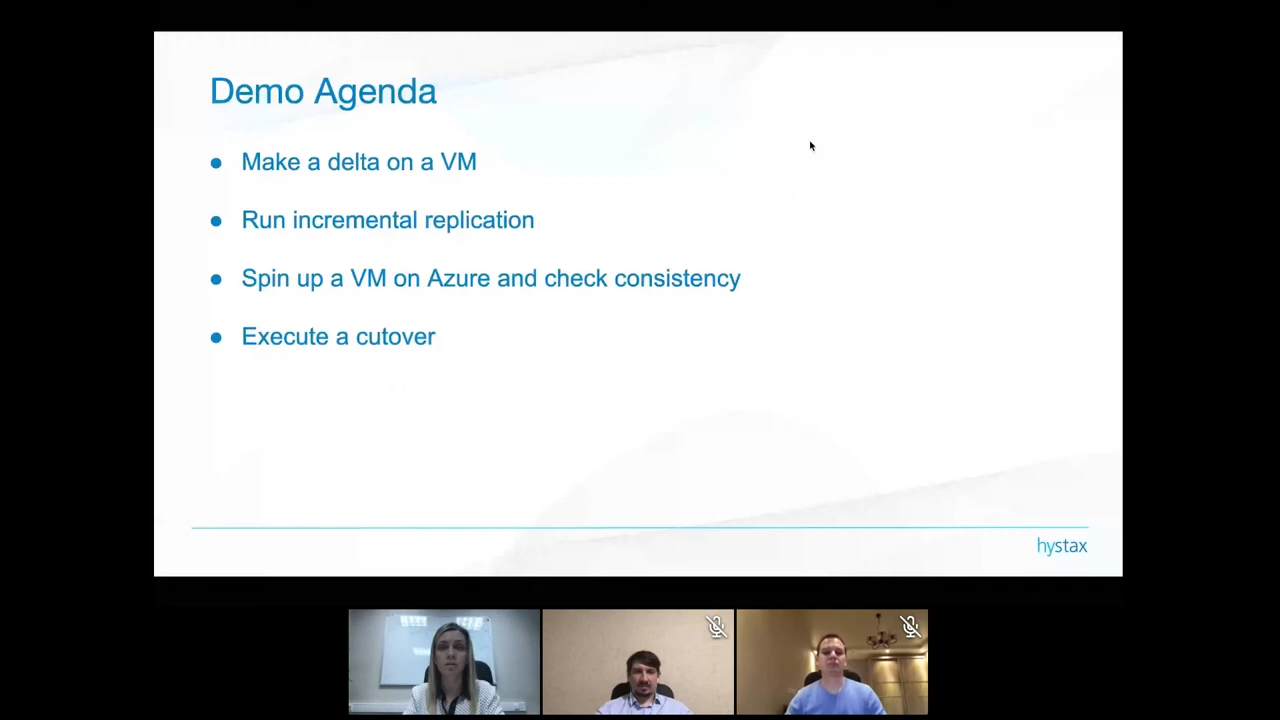 Demo Agenda
Make a delta on a VM
Run incremental replication
Spin up a VM on Azure and check consistency
Execute a cutover
hystax